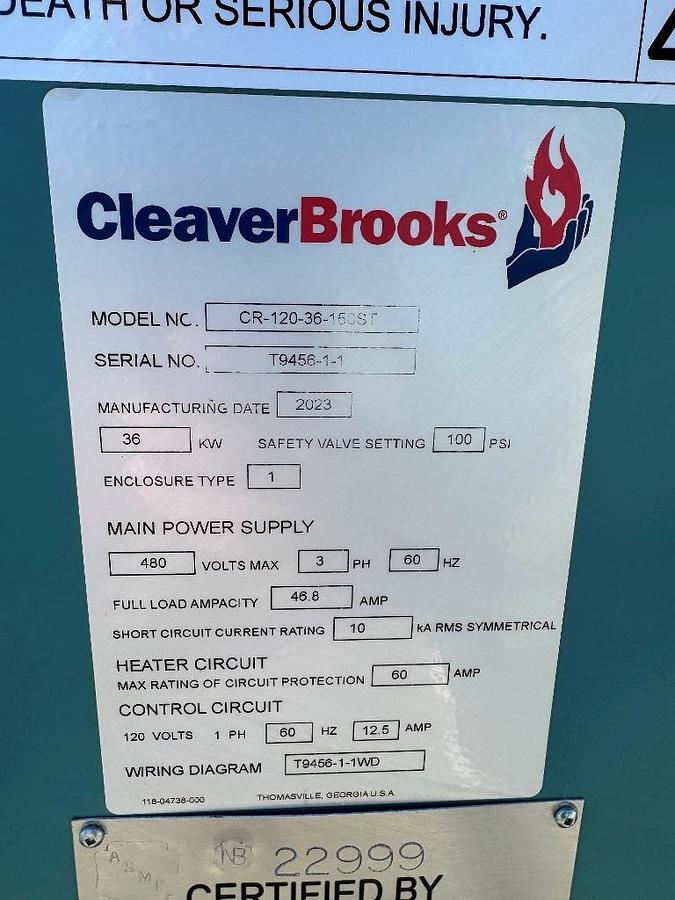 DEATH OR SERIOUS INJURY.
CleaverBrooks®
MODEL NO. CR-120-36-150ST
SERIAL NO. T9456-1-1
MANUFACTURING DATE 2023
36 KW SAFETY VALVE SETTING 100 PSI
ENCLOSURE TYPE 1
MAIN POWER SUPPLY
480 VOLTS MAX 3 PH 60 HZ
FULL LOAD AMPACITY 46.8 AMP
SHORT CIRCUIT CURRENT RATING 10 kA RMS SYMMETRICAL
HEATER CIRCUIT
MAX RATING OF CIRCUIT PROTECTION 60 AMP
CONTROL CIRCUIT
120 VOLTS 1 PH 60 HZ 12.5 AMP
WIRING DIAGRAM T9456-1-1WD
118-04738-000 THOMASVILLE, GEORGIA U.S.A.
NB 22999
ASME
CERTIFIED BY